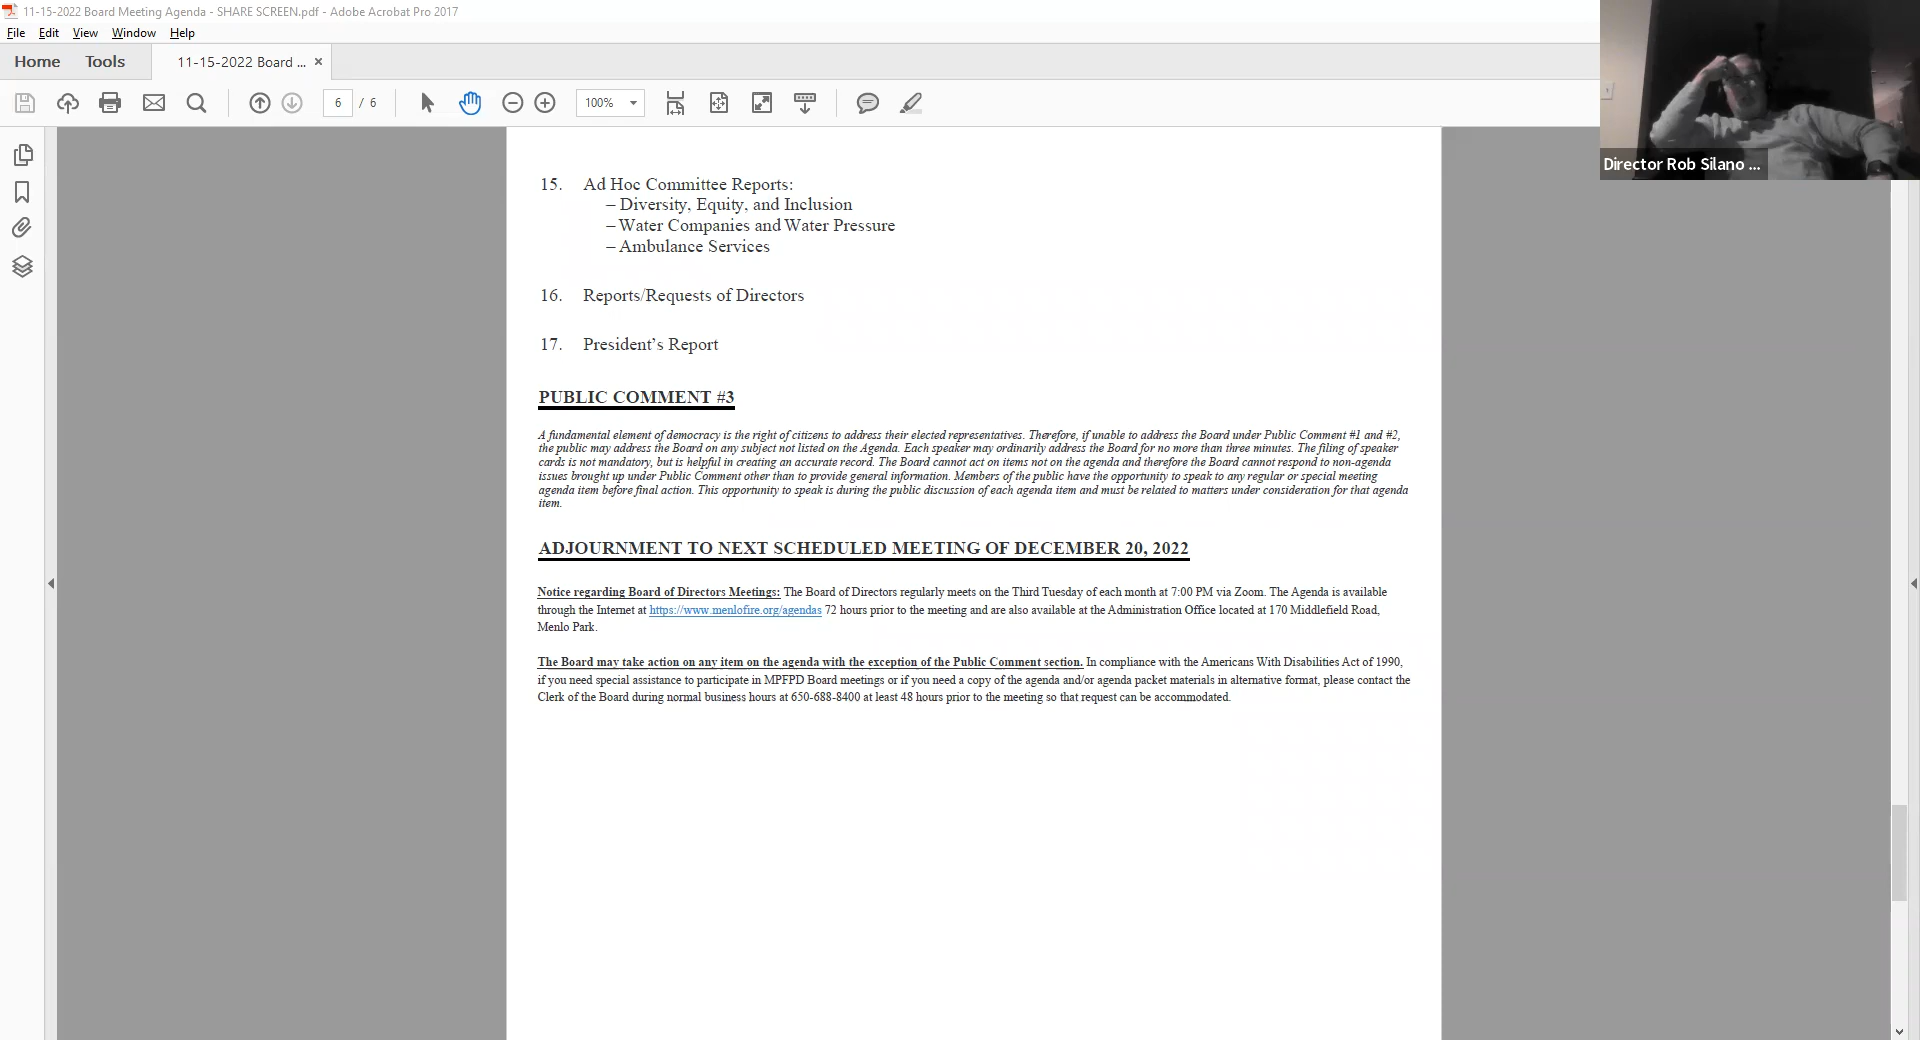 11-15-2022 Board Meeting Agenda - SHARE SCREEN.pdf - Adobe Acrobat Pro 2017
File Edit View Window Help
Home Tools 11-15-2022 Board ... ×
6 / 6 100%
Director Rob Silano ...
15. Ad Hoc Committee Reports:
– Diversity, Equity, and Inclusion
– Water Companies and Water Pressure
– Ambulance Services
16. Reports/Requests of Directors
17. President’s Report
PUBLIC COMMENT #3
A fundamental element of democracy is the right of citizens to address their elected representatives. Therefore, if unable to address the Board under Public Comment #1 and #2,
the public may address the Board on any subject not listed on the Agenda. Each speaker may ordinarily address the Board for no more than three minutes. The filing of speaker
cards is not mandatory, but is helpful in creating an accurate record. The Board cannot act on items not on the agenda and therefore the Board cannot respond to non-agenda
issues brought up under Public Comment other than to provide general information. Members of the public have the opportunity to speak to any regular or special meeting
agenda item before final action. This opportunity to speak is during the public discussion of each agenda item and must be related to matters under consideration for that agenda
item.
ADJOURNMENT TO NEXT SCHEDULED MEETING OF DECEMBER 20, 2022
Notice regarding Board of Directors Meetings: The Board of Directors regularly meets on the Third Tuesday of each month at 7:00 PM via Zoom. The Agenda is available
through the Internet at https://www.menlofire.org/agendas 72 hours prior to the meeting and are also available at the Administration Office located at 170 Middlefield Road,
Menlo Park.
The Board may take action on any item on the agenda with the exception of the Public Comment section. In compliance with the Americans With Disabilities Act of 1990,
if you need special assistance to participate in MPFPD Board meetings or if you need a copy of the agenda and/or agenda packet materials in alternative format, please contact the
Clerk of the Board during normal business hours at 650-688-8400 at least 48 hours prior to the meeting so that request can be accommodated.